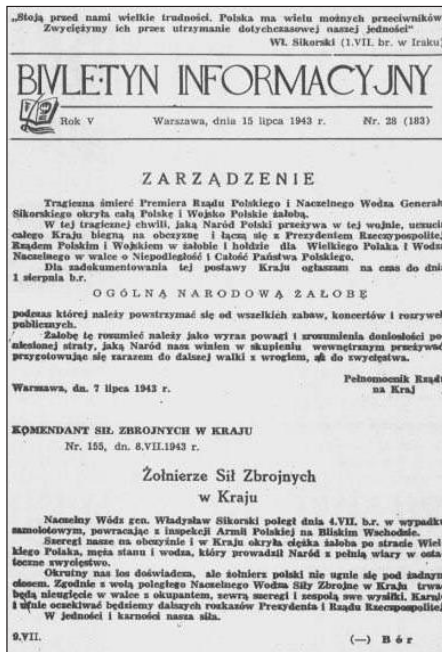 „Stoją przed nami wielkie trudności. Polska ma wielu możnych przeciwników
Zwyciężymy ich przez utrzymanie dotychczasowej naszej jedności"
Wł. Sikorski (1.VII. br. w Iraku)
BIVLETYN INFORMACYJNY
Rok V Warszawa, dnia 15 lipca 1943 r. Nr. 28 (183)
ZARZĄDZENIE
Tragiczna śmierć Premiera Rządu Polskiego i Naczelnego Wodza Generała
Sikorskiego okryła całą Polskę i Wojsko Polskie żałobą.
W tej tragicznej chwili, jaką Naród Polski przeżywa w tej wojnie, uczucia
całego Kraju biegną na obczyznę i łączą się z Prezydentem Rzeczypospolitej
Rządem Polskim i Wojskiem w żałobie i hołdzie dla Wielkiego Polaka i Wodza
Naczelnego w walce o Niepodległość i Całość Państwa Polskiego.
Dla zadokumentowania tej postawy Kraju ogłaszam na czas do dnia
1 sierpnia b.r.
OGÓLNĄ NARODOWĄ ŻAŁOBĘ
podczas której należy powstrzymać się od wszelkich zabaw, koncertów i rozrywek
publicznych.
Żałobę tę rozumieć należy jako wyraz powagi i zrozumienia doniosłości po-
niesionej straty, jaką Naród nasz winien w skupieniu wewnętrznym przeżywać
przygotowując się zarazem do dalszej walki z wrogiem, aż do zwycięstwa.
Pełnomocnik Rządu
Warszawa, dn. 7 lipca 1943 r. na Kraj
KOMENDANT SIŁ ZBROJNYCH W KRAJU
Nr. 155, dn. 8.VII.1943 r.
Żołnierze Sił Zbrojnych
w Kraju
Naczelny Wódz gen. Władysław Sikorski poległ dnia 4.VII. b.r. w wypadku
samolotowym, powracając z inspekcji Armii Polskiej na Bliskim Wschodzie.
Szeregi nasze na obczyźnie i w Kraju okryła ciężka żałoba po stracie Wiel-
kiego Polaka, męża stanu i wodza, który prowadził Naród z pełnią wiary w osta-
teczne zwycięstwo.
Okrutny nas los doświadcza, ale żołnierz polski nie ugnie się pod żadnym
ciosem. Zgodnie z wolą poległego Naczelnego Wodza Siły Zbrojne w Kraju trwać
będą nieugięcie w walce z okupantem, zewrą szeregi i zespolą swe wysiłki. Karnie
i ufnie oczekiwać będziemy dalszych rozkazów Prezydenta i Rządu Rzeczpospolitej
W jedności i karności nasza siła.
9.VII. (—) Bór